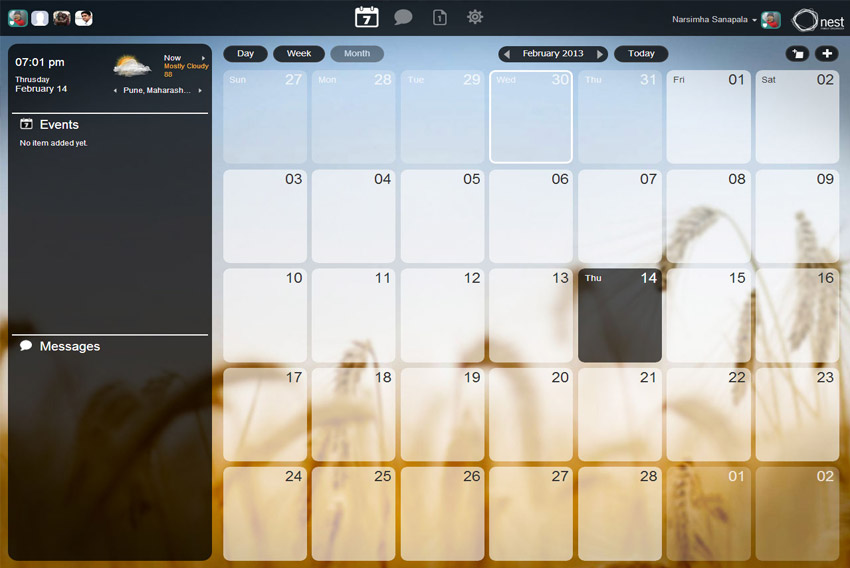 7
1
Narsimha Sanapala
nest
07:01 pm
Thrusday
February 14
Now
Mostly Cloudy
88
Pune, Maharash...
7 Events
No item added yet.
Messages
Day Week Month
February 2013
Today
Sun 27 Mon 28 Tue 29 Wed 30 Thu 31 Fri 01 Sat 02
03 04 05 06 07 08 09
10 11 12 13 Thu 14 15 16
17 18 19 20 21 22 23
24 25 26 27 28 01 02